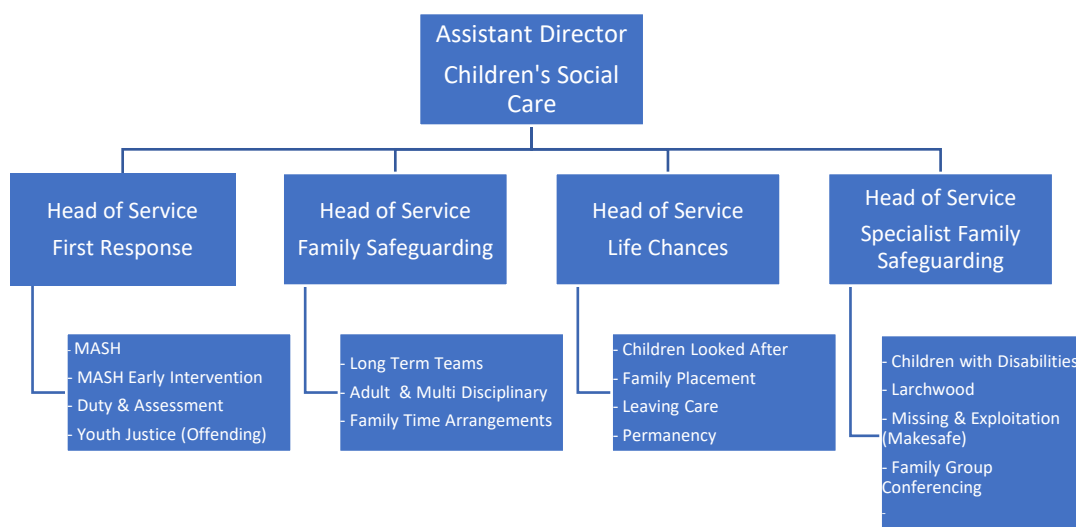 Assistant Director
Children's Social
Care
Head of Service
First Response
Head of Service
Family Safeguarding
Head of Service
Life Chances
Head of Service
Specialist Family
Safeguarding
- MASH
- MASH Early Intervention
- Duty & Assessment
- Youth Justice (Offending)
- Long Term Teams
- Adult & Multi Disciplinary
- Family Time Arrangements
- Children Looked After
- Family Placement
- Leaving Care
- Permanency
- Children with Disabilities
- Larchwood
- Missing & Exploitation
(Makesafe)
- Family Group
Conferencing
-